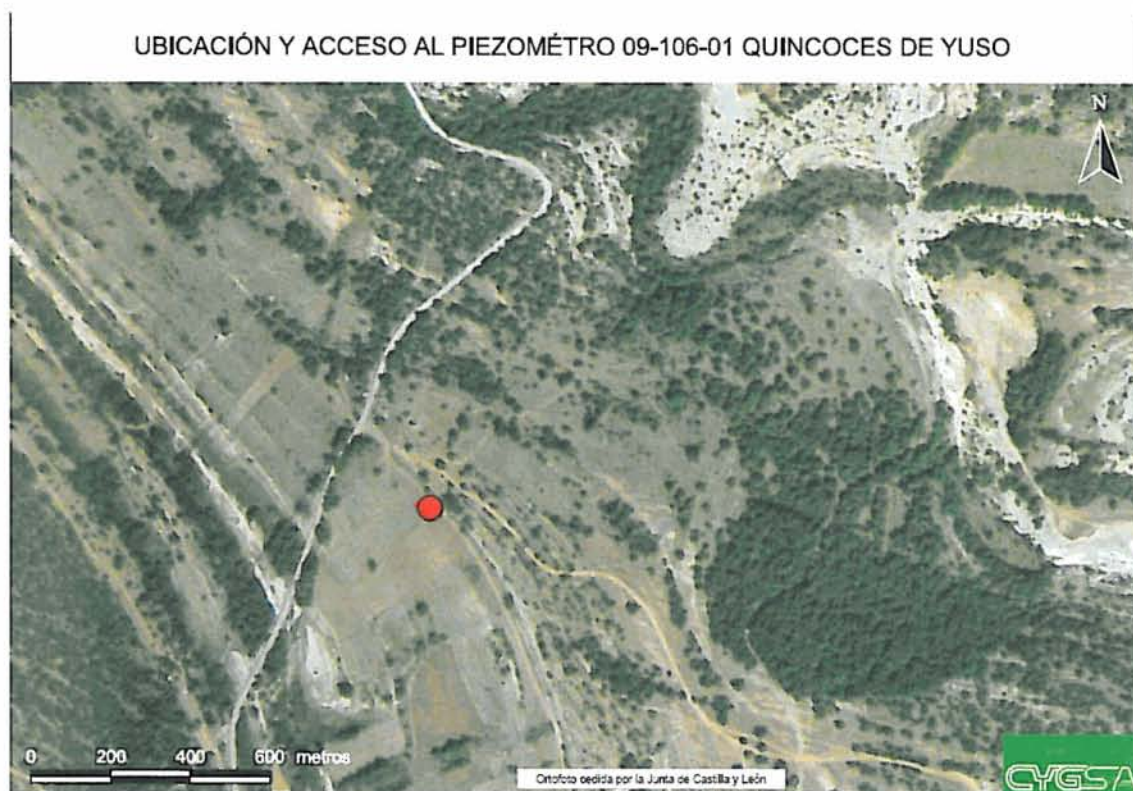 UBICACIÓN Y ACCESO AL PIEZOMÉTRO 09-106-01 QUINCOCES DE YUSO
N
0 200 400 600 metros
Ortofoto cedida por la Junta de Castilla y León
CYGSA